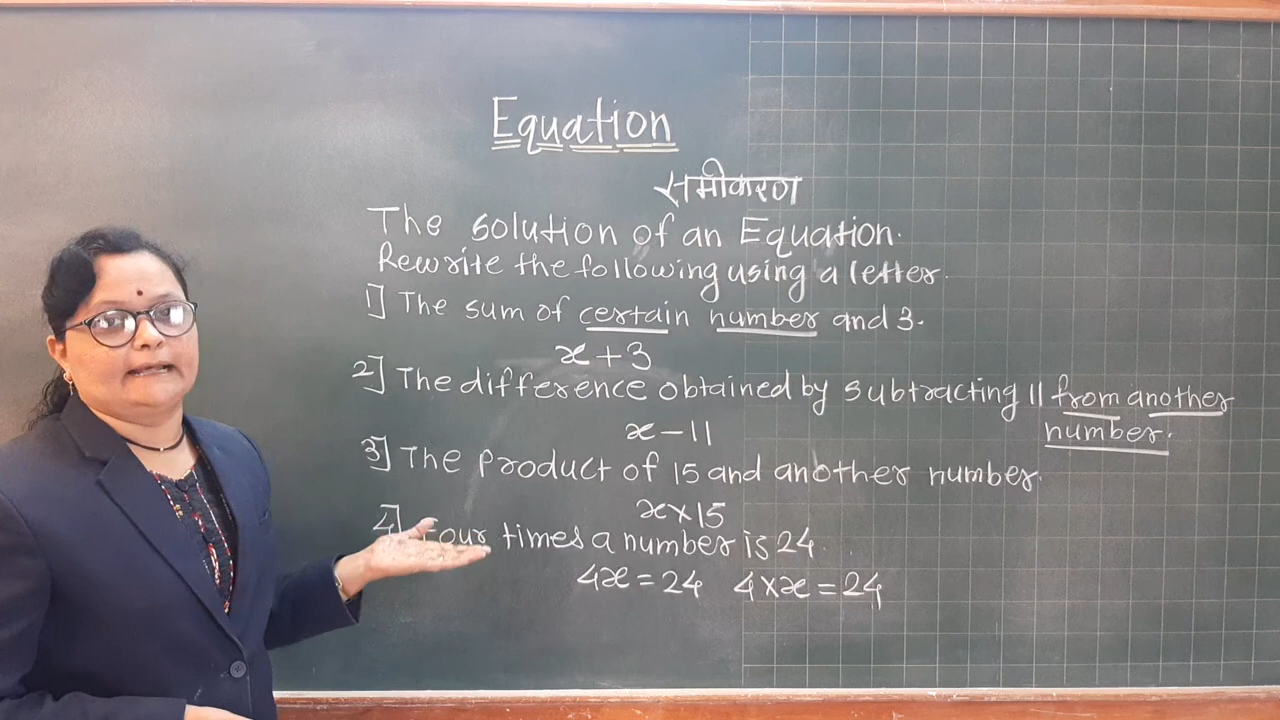 Equation
समीकरण
The solution of an Equation.
Rewrite the following using a letter.
1] The sum of certain number and 3.
x + 3
2] The difference obtained by subtracting 11 from another
number.
x - 11
3] The product of 15 and another number.
x × 15
4] Four times a number is 24.
4x = 24 4 × x = 24